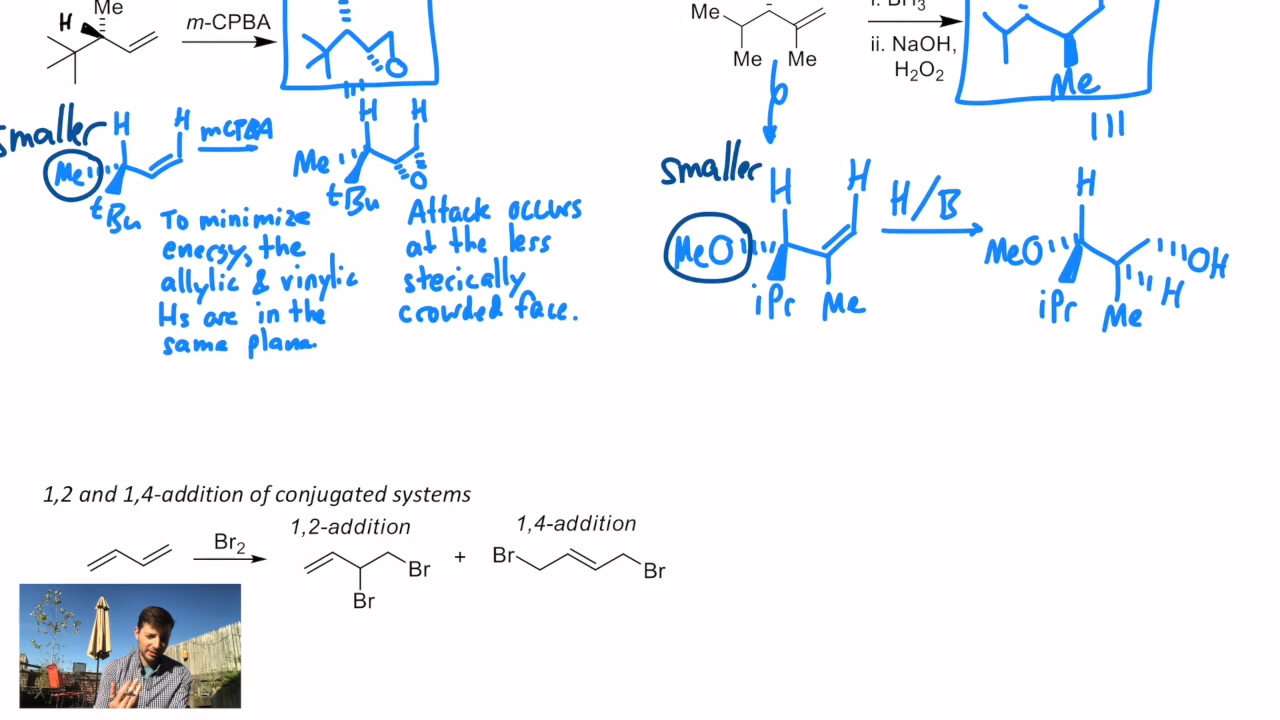 Me
H
m-CPBA
O
Me
i. BH3
ii. NaOH,
H2O2
Me Me
Me
smaller
H H
Me
tBu
mCPBA
H H
Me
tBu
O
To minimize
energy, the
allylic & vinylic
Hs are in the
same plane.
Attack occurs
at the less
sterically
crowded face.
smaller
H H
MeO
iPr Me
H/B
H
MeO
OH
H
iPr Me
1,2 and 1,4-addition of conjugated systems
Br2
1,2-addition
Br
Br
+
1,4-addition
Br
Br